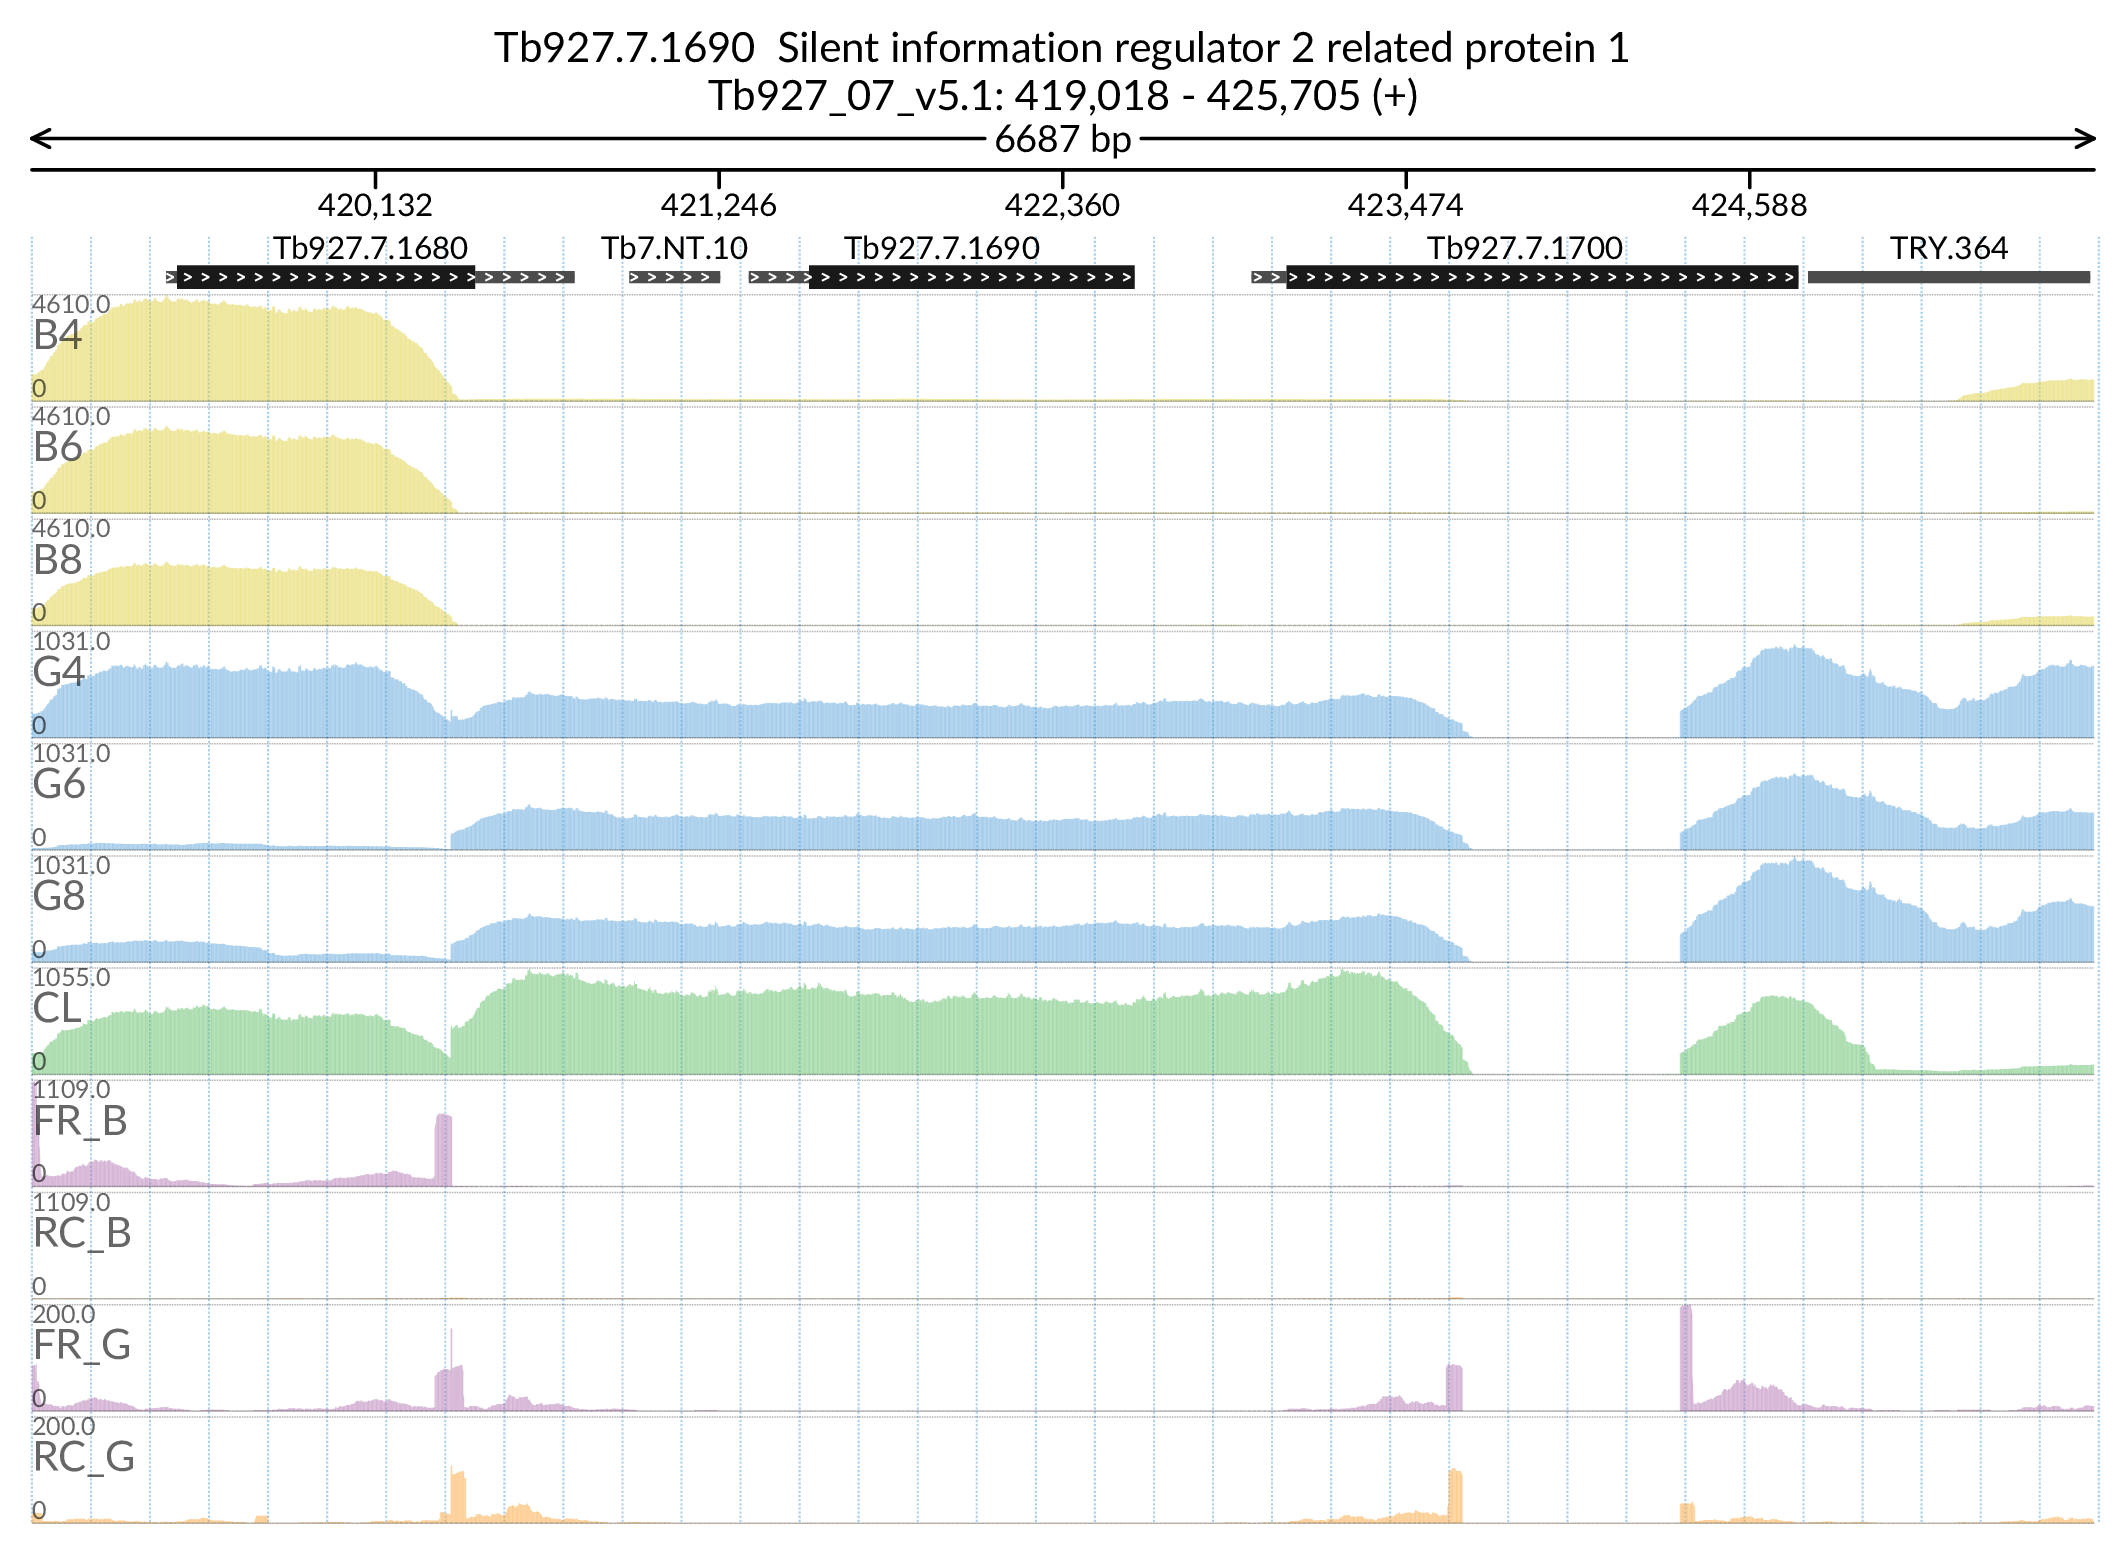 Tb927.7.1690 Silent information regulator 2 related protein 1
Tb927_07_v5.1: 419,018 - 425,705 (+)
6687 bp
420,132 421,246 422,360 423,474 424,588
Tb927.7.1680 Tb7.NT.10 Tb927.7.1690 Tb927.7.1700 TRY.364
4610.0
B4
0
4610.0
B6
0
4610.0
B8
0
1031.0
G4
0
1031.0
G6
0
1031.0
G8
0
1055.0
CL
0
1109.0
FR_B
0
1109.0
RC_B
0
200.0
FR_G
0
200.0
RC_G
0